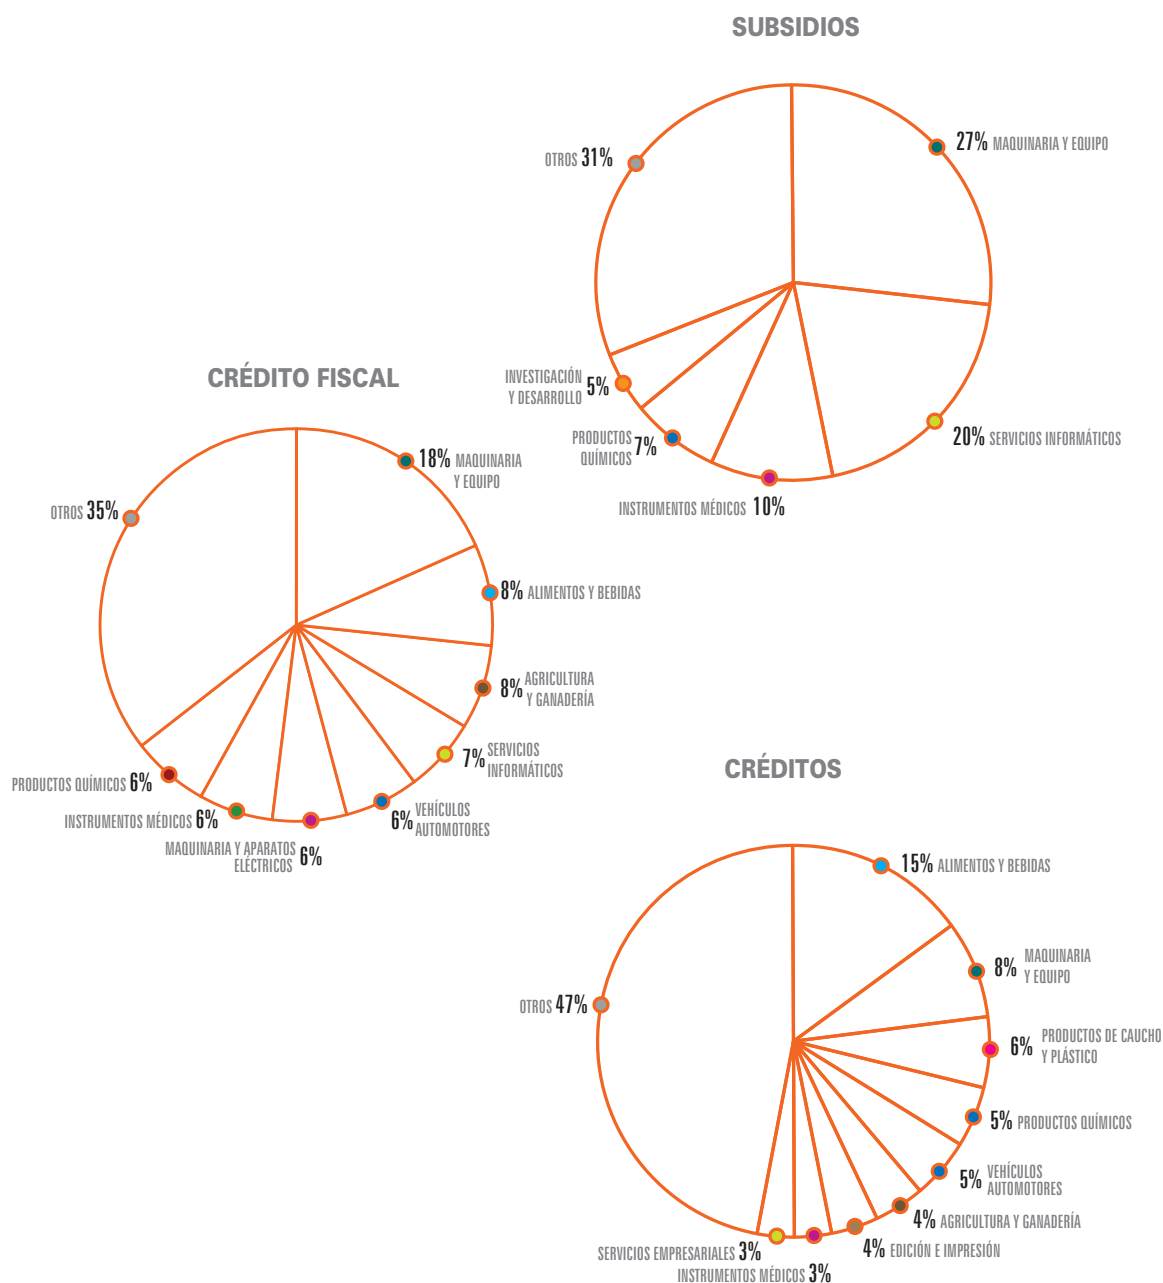 SUBSIDIOS
27% MAQUINARIA Y EQUIPO
OTROS 31%
INVESTIGACIÓN
Y DESARROLLO 5%
PRODUCTOS
QUÍMICOS 7%
20% SERVICIOS INFORMÁTICOS
INSTRUMENTOS MÉDICOS 10%
CRÉDITO FISCAL
18% MAQUINARIA
Y EQUIPO
OTROS 35%
8% ALIMENTOS Y BEBIDAS
8% AGRICULTURA
Y GANADERÍA
7% SERVICIOS
INFORMÁTICOS
PRODUCTOS QUÍMICOS 6%
INSTRUMENTOS MÉDICOS 6%
6% VEHÍCULOS
AUTOMOTORES
MAQUINARIA Y APARATOS
ELÉCTRICOS 6%
CRÉDITOS
15% ALIMENTOS Y BEBIDAS
8% MAQUINARIA
Y EQUIPO
OTROS 47%
6% PRODUCTOS DE CAUCHO
Y PLÁSTICO
5% PRODUCTOS QUÍMICOS
5% VEHÍCULOS
AUTOMOTORES
4% AGRICULTURA Y GANADERÍA
4% EDICIÓN E IMPRESIÓN
SERVICIOS EMPRESARIALES 3%
INSTRUMENTOS MÉDICOS 3%